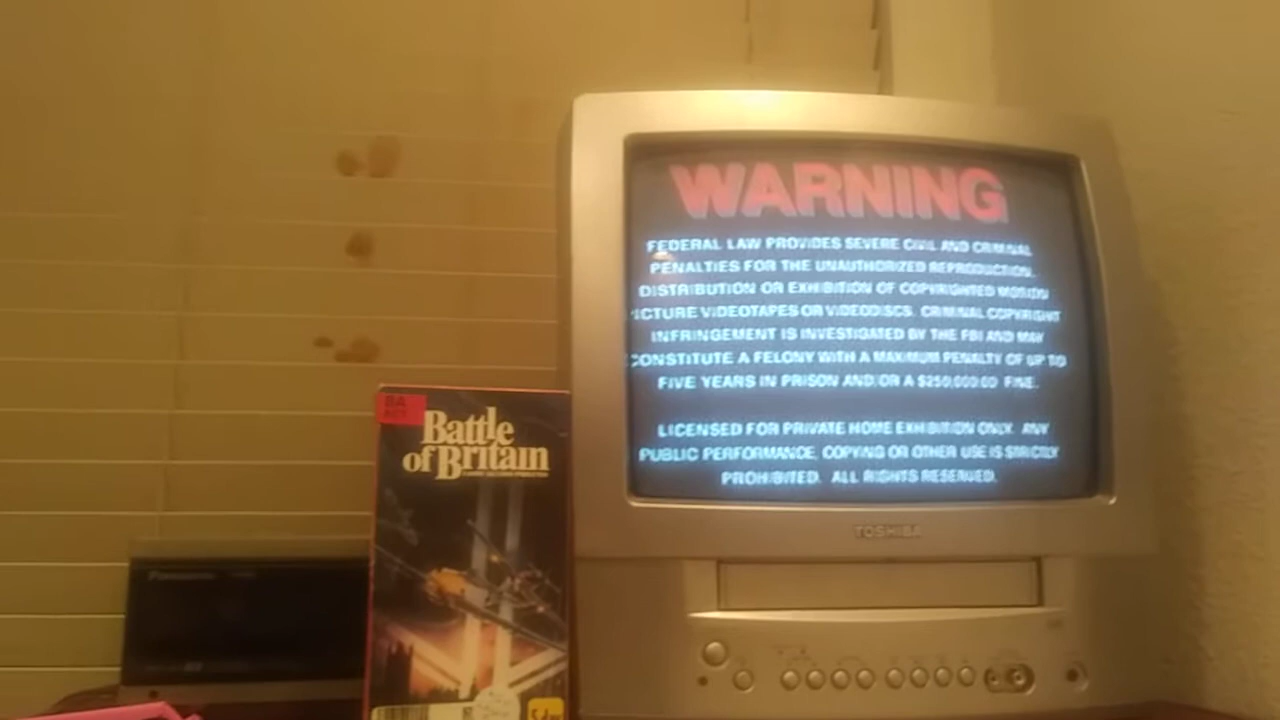 WARNING
FEDERAL LAW PROVIDES SEVERE CIVIL AND CRIMINAL
PENALTIES FOR THE UNAUTHORIZED REPRODUCTION,
DISTRIBUTION OR EXHIBITION OF COPYRIGHTED MOTION
ICTURE VIDEOTAPES OR VIDEODISCS. CRIMINAL COPYRIGHT
INFRINGEMENT IS INVESTIGATED BY THE FBI AND MAY
CONSTITUTE A FELONY WITH A MAXIMUM PENALTY OF UP TO
FIVE YEARS IN PRISON AND/OR A $250,000.00 FINE.
LICENSED FOR PRIVATE HOME EXHIBITION ONLY. ANY
PUBLIC PERFORMANCE, COPYING OR OTHER USE IS STRICTLY
PROHIBITED. ALL RIGHTS RESERVED.
TOSHIBA
Battle
of Britain
Panasonic